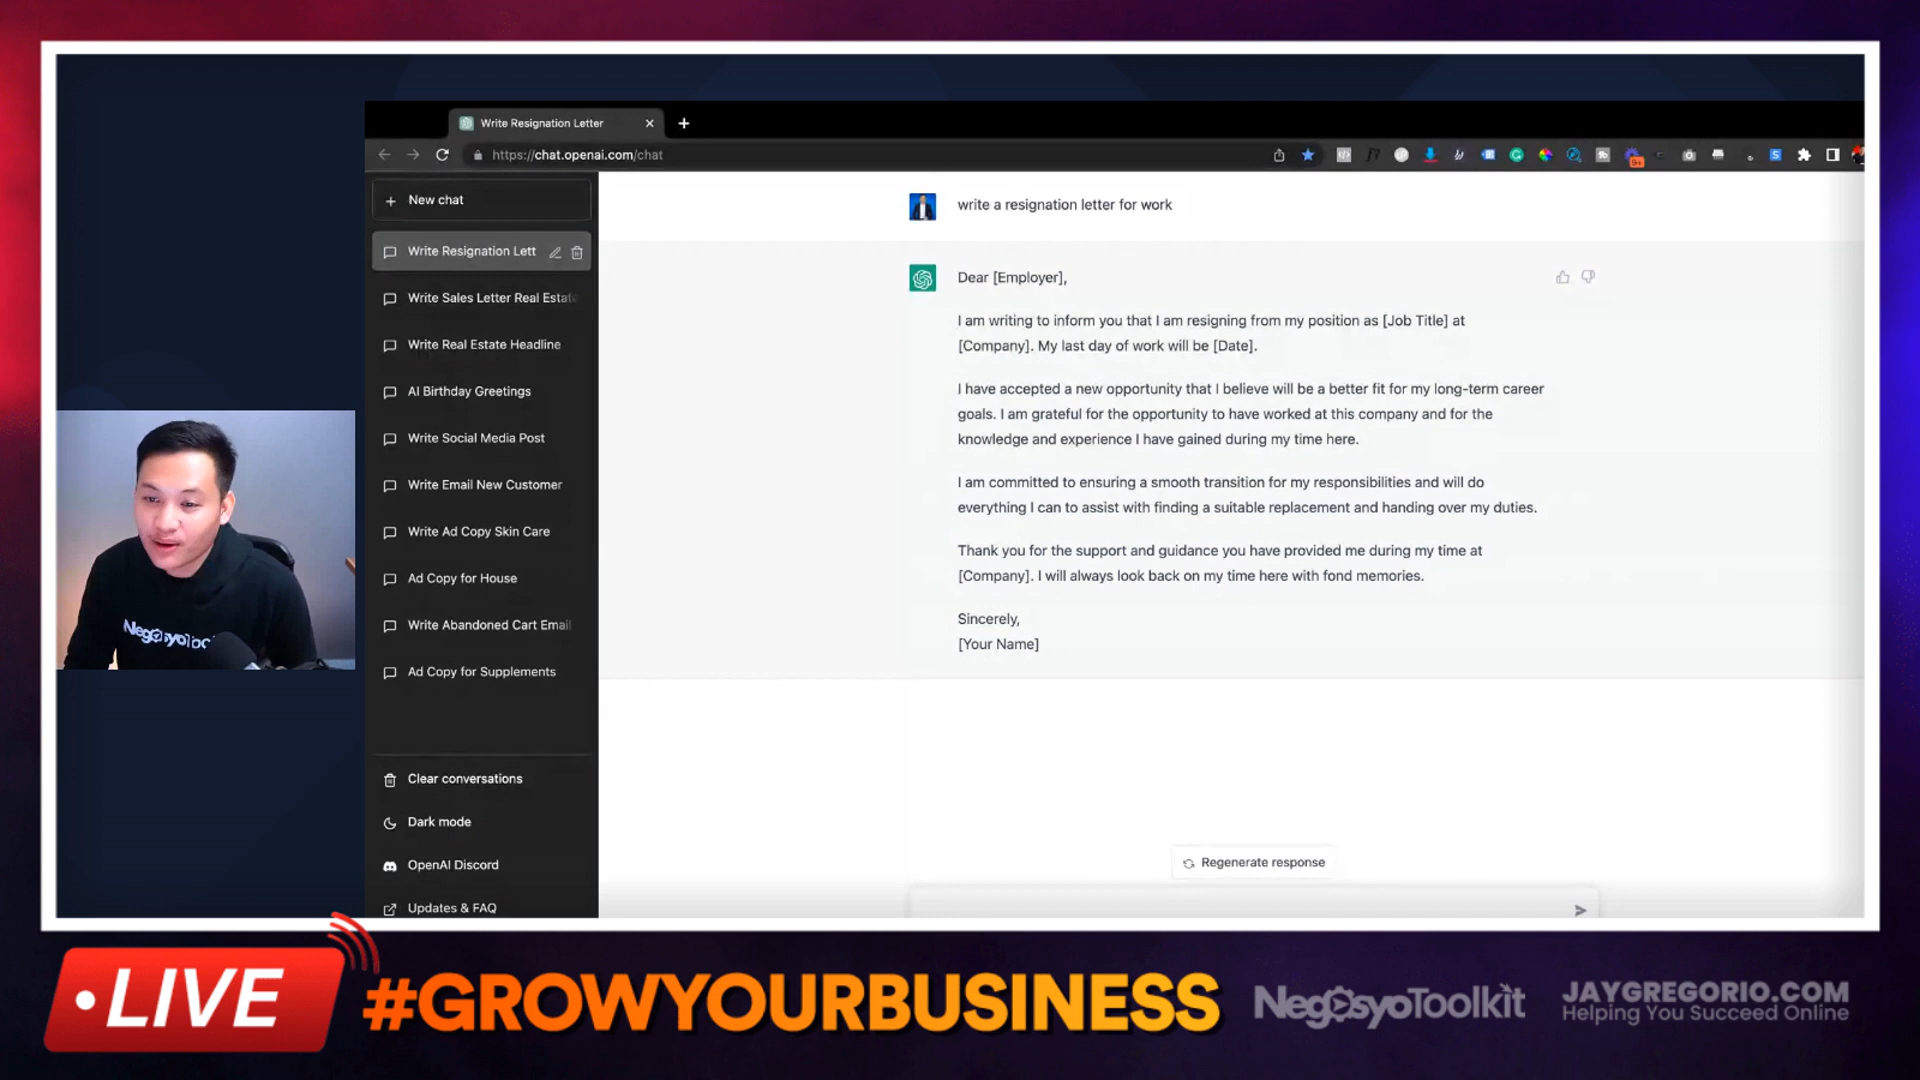 Write Resignation Letter
https://chat.openai.com/chat
9+
S
New chat
Write Resignation Lett
Write Sales Letter Real Estate
Write Real Estate Headline
AI Birthday Greetings
Write Social Media Post
Write Email New Customer
Write Ad Copy Skin Care
Ad Copy for House
Write Abandoned Cart Email
Ad Copy for Supplements
Clear conversations
Dark mode
OpenAI Discord
Updates & FAQ
write a resignation letter for work
Dear [Employer],
I am writing to inform you that I am resigning from my position as [Job Title] at
[Company]. My last day of work will be [Date].
I have accepted a new opportunity that I believe will be a better fit for my long-term career
goals. I am grateful for the opportunity to have worked at this company and for the
knowledge and experience I have gained during my time here.
I am committed to ensuring a smooth transition for my responsibilities and will do
everything I can to assist with finding a suitable replacement and handing over my duties.
Thank you for the support and guidance you have provided me during my time at
[Company]. I will always look back on my time here with fond memories.
Sincerely,
[Your Name]
Regenerate response
NegosyoToo
LIVE
#GROWYOURBUSINESS
NegosyoToolkit
JAYGREGORIO.COM
Helping You Succeed Online